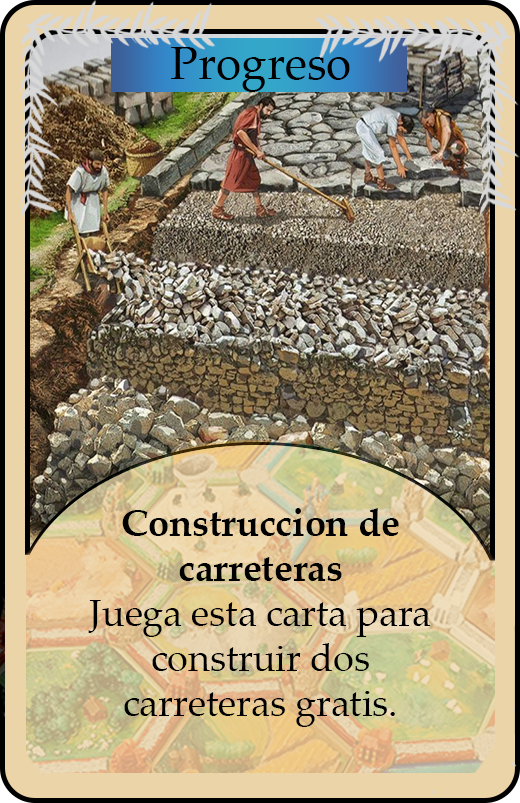 Progreso
Construccion de
carreteras
Juega esta carta para
construir dos
carreteras gratis.